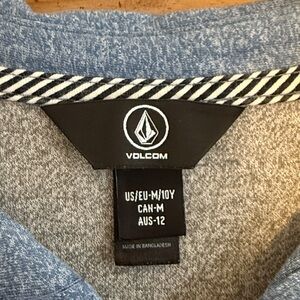 VOLCOM
US/EU-M/10Y
CAN-M
AUS-12
MADE IN BANGLADESH